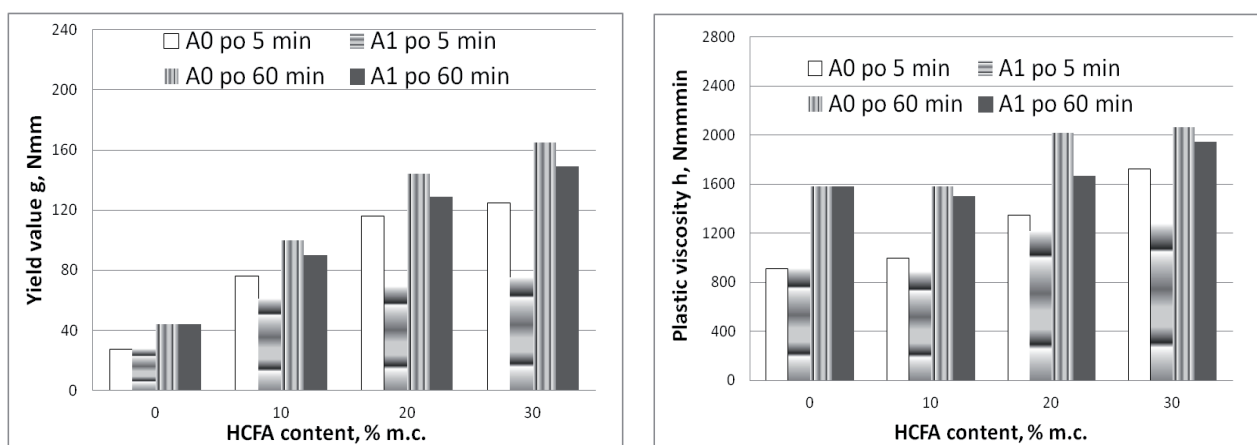 240
200
160
120
80
40
0
Yield value g, Nmm
A0 po 5 min
A1 po 5 min
A0 po 60 min
A1 po 60 min
0 10 20 30
HCFA content, % m.c.
2800
2400
2000
1600
1200
800
400
0
Plastic viscosity h, Nmmmin
A0 po 5 min
A1 po 5 min
A0 po 60 min
A1 po 60 min
0 10 20 30
HCFA content, % m.c.